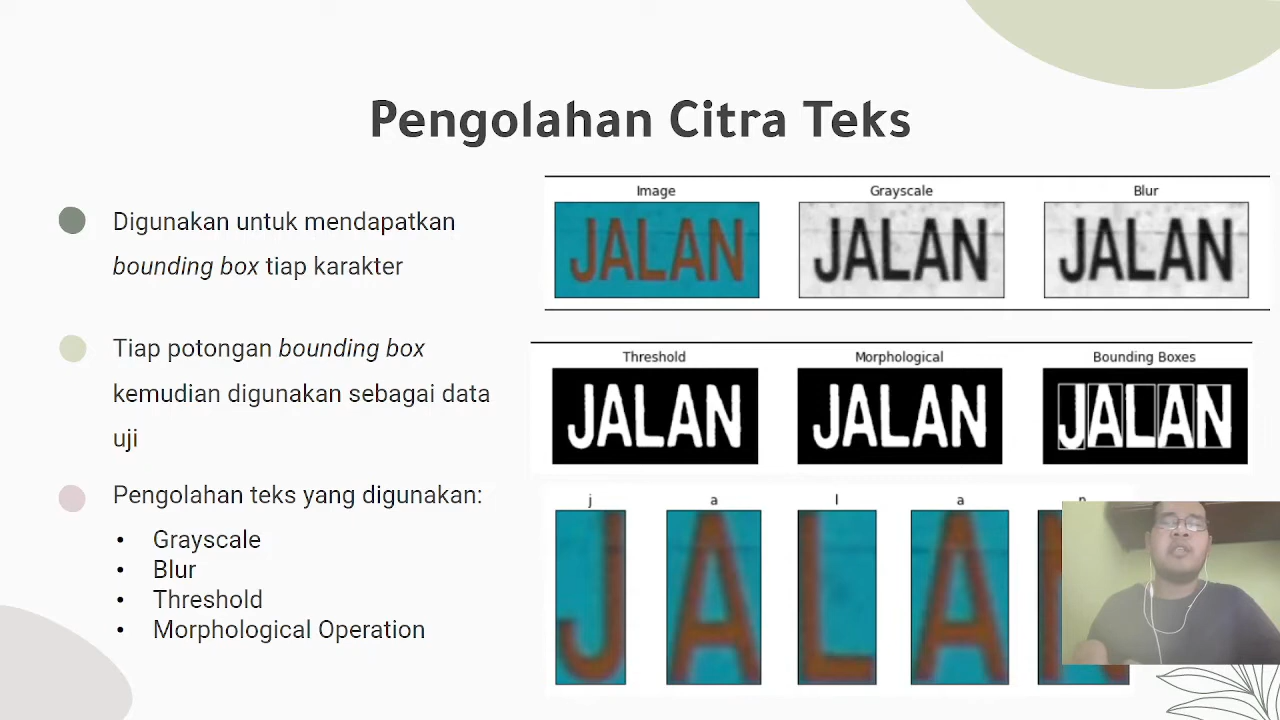 Pengolahan Citra Teks
Digunakan untuk mendapatkan
bounding box tiap karakter
Tiap potongan bounding box
kemudian digunakan sebagai data
uji
Pengolahan teks yang digunakan:
• Grayscale
• Blur
• Threshold
• Morphological Operation
Image Grayscale Blur
JALAN JALAN JALAN
Threshold Morphological Bounding Boxes
JALAN JALAN JALAN
j a l a n
J A L A N